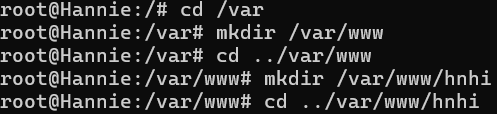 root@Hannie:/# cd /var
root@Hannie:/var# mkdir /var/www
root@Hannie:/var# cd ../var/www
root@Hannie:/var/www# mkdir /var/www/hnhi
root@Hannie:/var/www# cd ../var/www/hnhi